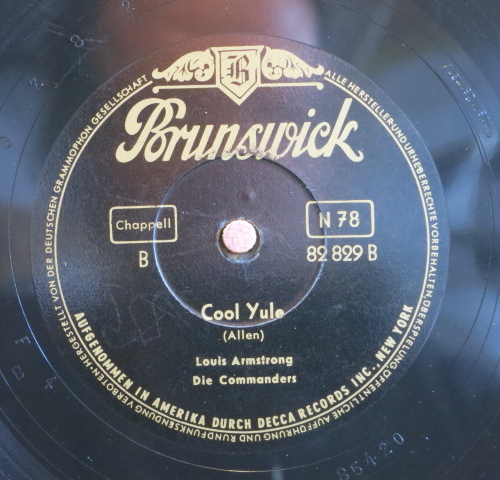 B
Brunswick
Chappell
N 78
B
82 829 B
Cool Yule
(Allen)
Louis Armstrong
Die Commanders
AUFGENOMMEN IN AMERIKA DURCH DECCA RECORDS INC., NEW YORK
HERGESTELLT VON DER DEUTSCHEN GRAMMOPHON GESELLSCHAFT
ALLE HERSTELLER UND URHEBERRECHTE VORBEHALTEN, ÜBERSPIELUNG ÖFFENTLICHE AUFFÜHRUNG UND RUNDFUNKSENDUNG VERBOTEN
85420